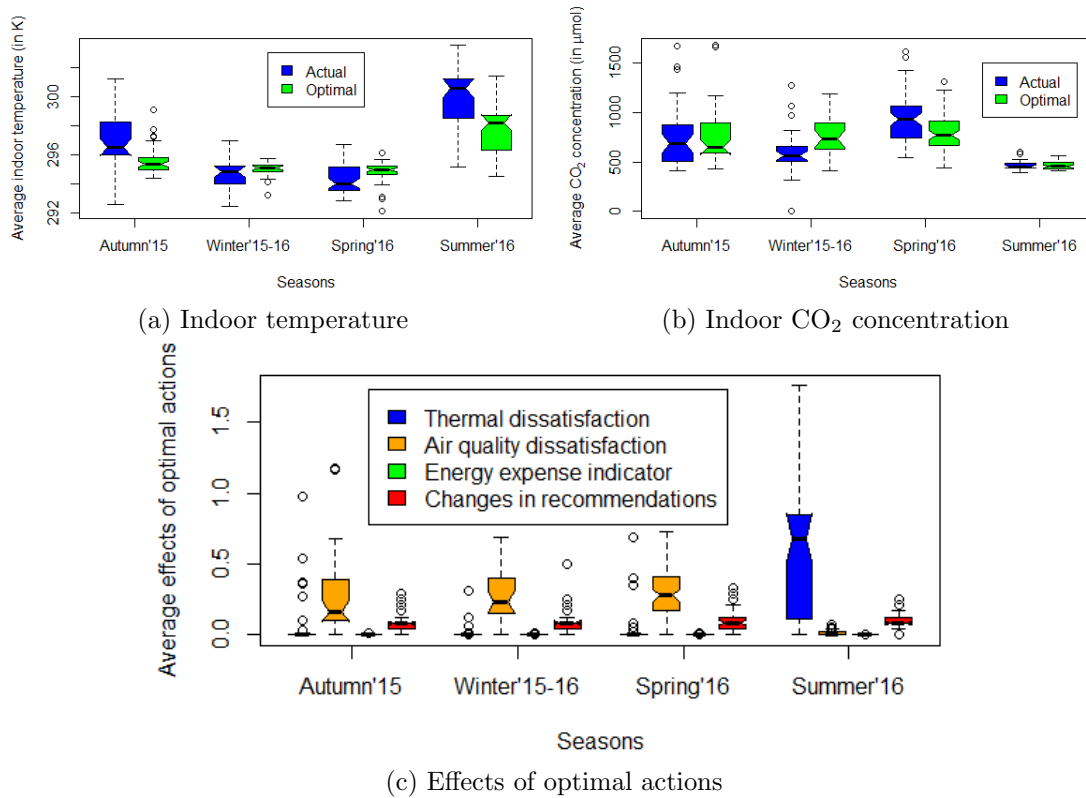 Average indoor temperature (in K)
300
296
292
Actual
Optimal
Autumn'15 Winter'15-16 Spring'16 Summer'16
Seasons
(a) Indoor temperature
Average CO2 concentration (in μmol)
1500
1000
500
0
Actual
Optimal
Autumn'15 Winter'15-16 Spring'16 Summer'16
Seasons
(b) Indoor CO2 concentration
Average effects of optimal actions
1.5
1.0
0.5
0.0
Thermal dissatisfaction
Air quality dissatisfaction
Energy expense indicator
Changes in recommendations
Autumn'15 Winter'15-16 Spring'16 Summer'16
Seasons
(c) Effects of optimal actions